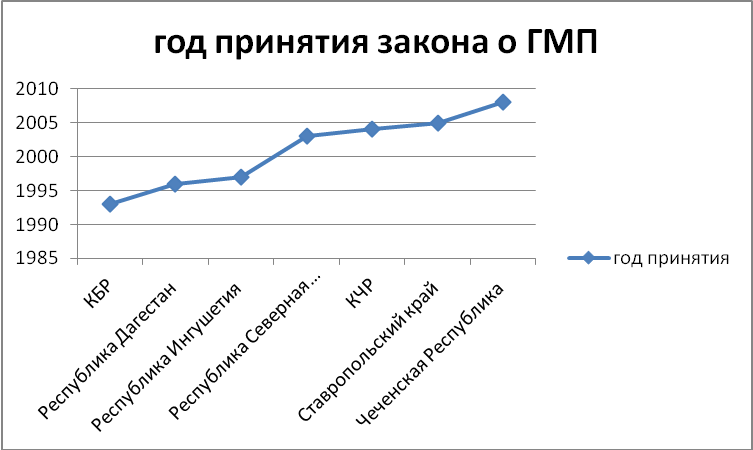 год принятия закона о ГМП
2010
2005
2000
1995
1990
1985
КБР
Республика Дагестан
Республика Ингушетия
Республика Северная...
КЧР
Ставропольский край
Чеченская Республика
год принятия